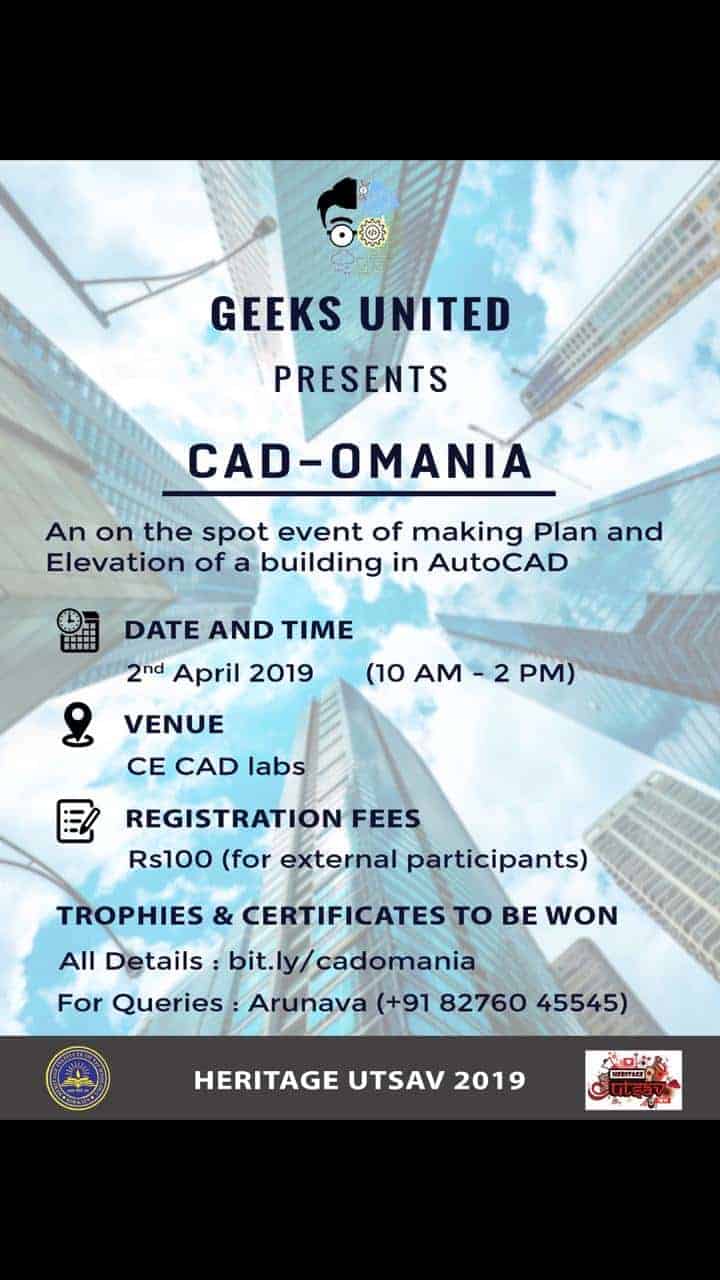 GEEKS UNITED
PRESENTS
CAD-OMANIA
An on the spot event of making Plan and
Elevation of a building in AutoCAD
DATE AND TIME
2nd April 2019 (10 AM - 2 PM)
VENUE
CE CAD labs
REGISTRATION FEES
Rs100 (for external participants)
TROPHIES & CERTIFICATES TO BE WON
All Details : bit.ly/cadomania
For Queries : Arunava (+91 82760 45545)
HERITAGE UTSAV 2019
HERITAGE
utsav